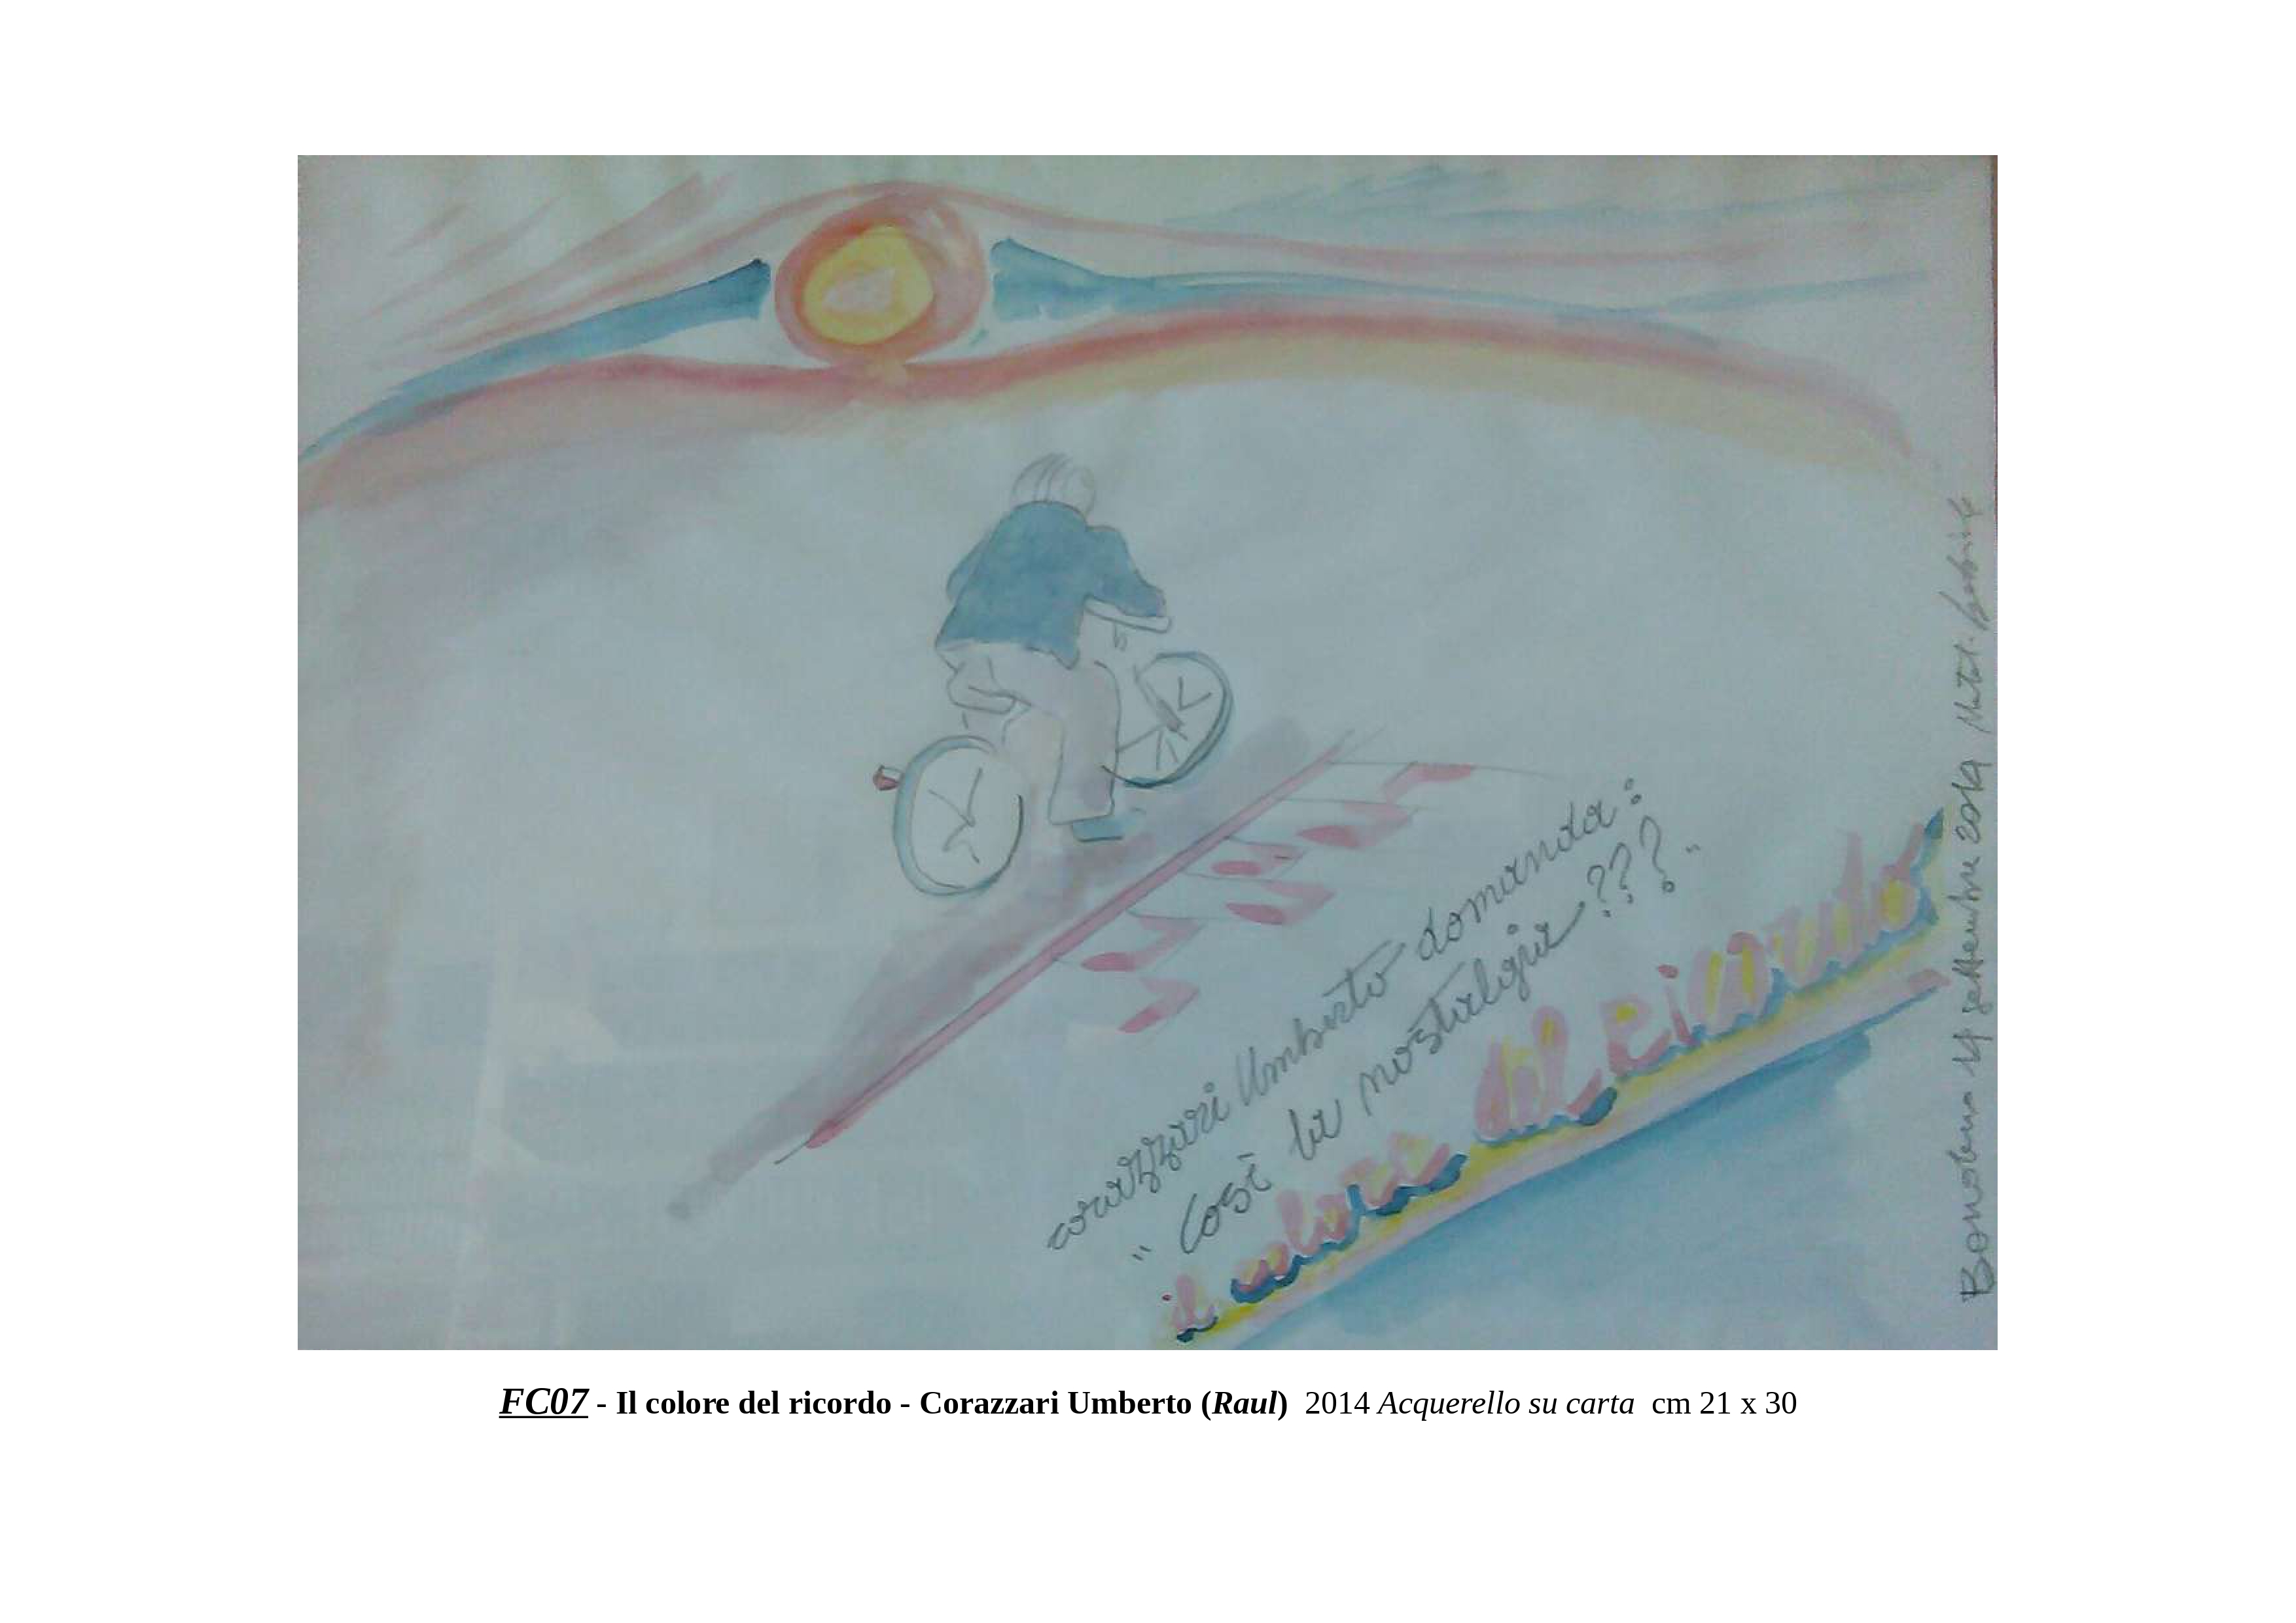 corazzari Umberto domanda:
" Così la nostalgia ??? "
il colore del ricordo
14 settembre 2014
FC07 - Il colore del ricordo - Corazzari Umberto (Raul) 2014 Acquerello su carta cm 21 x 30